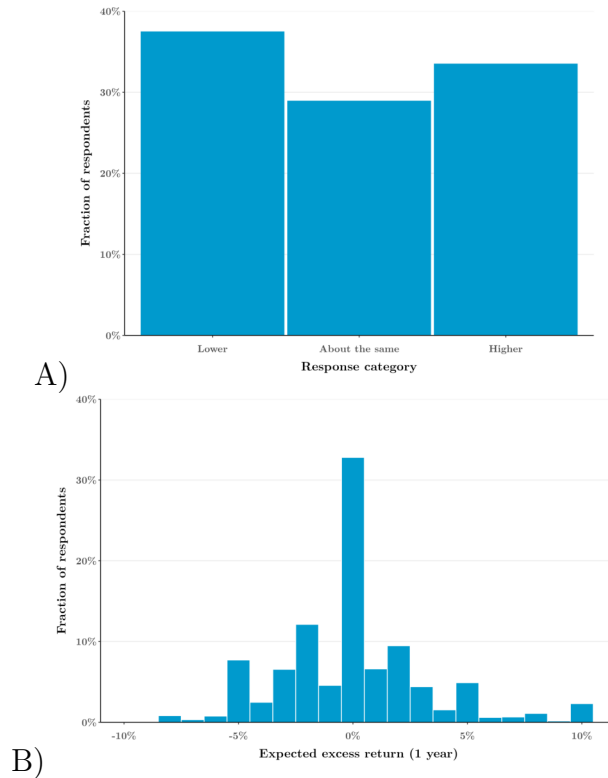 40%
30%
20%
10%
0%
Fraction of respondents
Lower About the same Higher
Response category
A)
40%
30%
20%
10%
0%
Fraction of respondents
-10% -5% 0% 5% 10%
Expected excess return (1 year)
B)